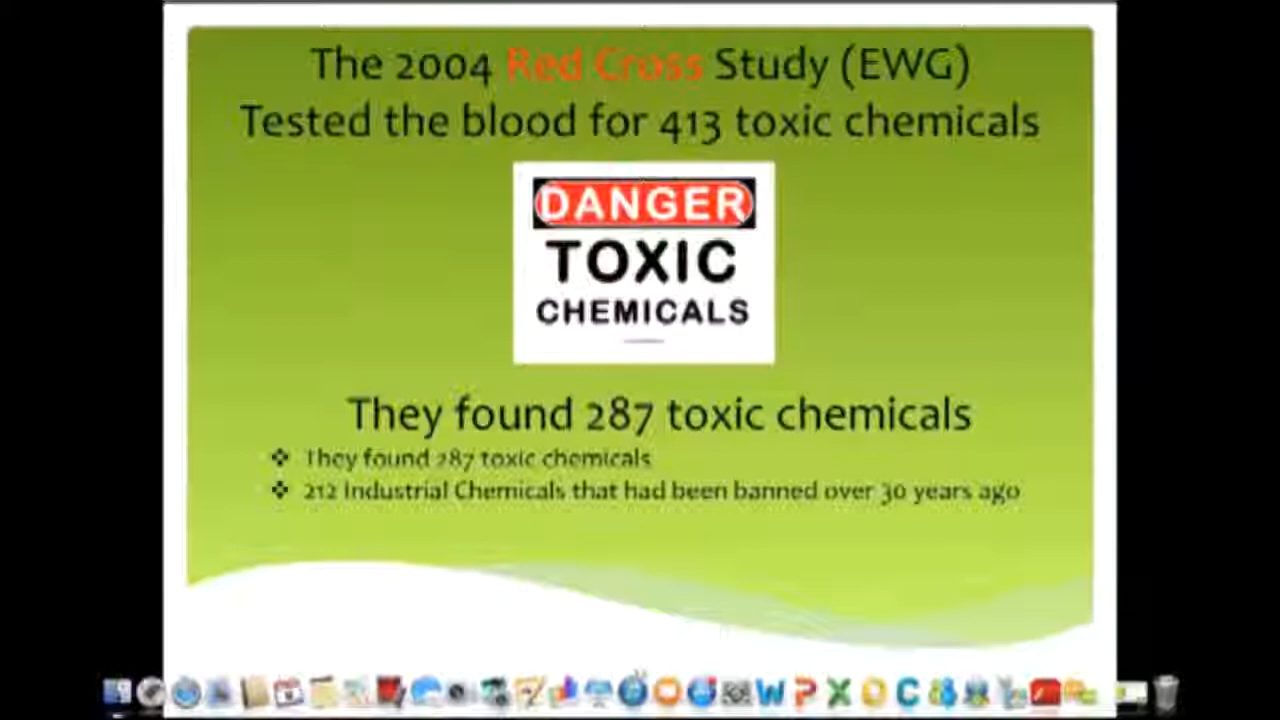 The 2004 Red Cross Study (EWG)
Tested the blood for 413 toxic chemicals
DANGER
TOXIC
CHEMICALS
They found 287 toxic chemicals
❖ They found 287 toxic chemicals
❖ 212 Industrial Chemicals that had been banned over 30 years ago